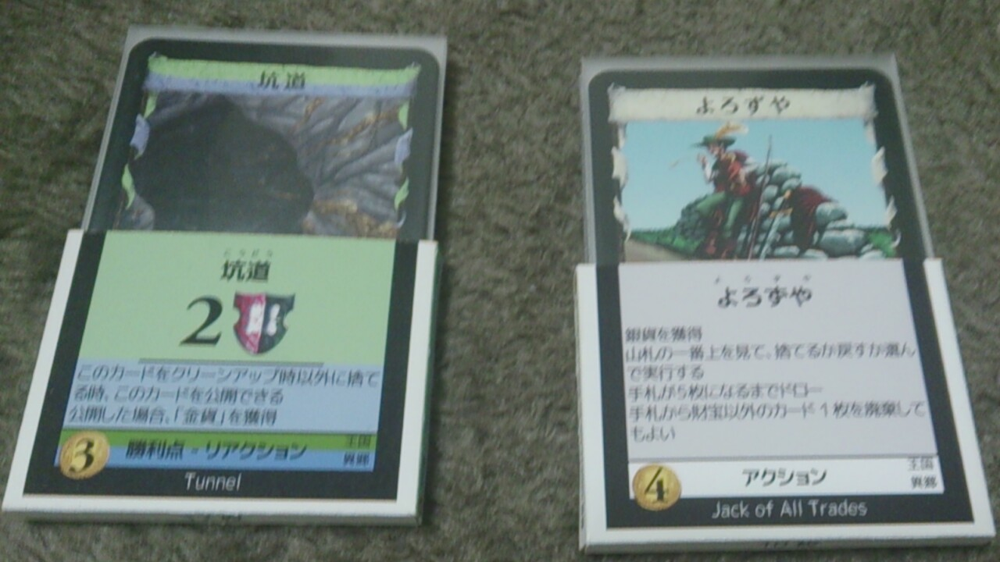 坑道
坑道
2
このカードをクリーンアップ時以外に捨て
る時、このカードを公開できる
公開した場合、「金貨」を獲得
3
勝利点 - リアクション
王国
異郷
Tunnel
よろずや
よろずや
よろずや
銀貨を獲得
山札の一番上を見て、捨てるか戻すか選ん
で実行する
手札が5枚になるまでドロー
手札から財宝以外のカード1枚を廃棄して
もよい
4
アクション
王国
異郷
Jack of All Trades